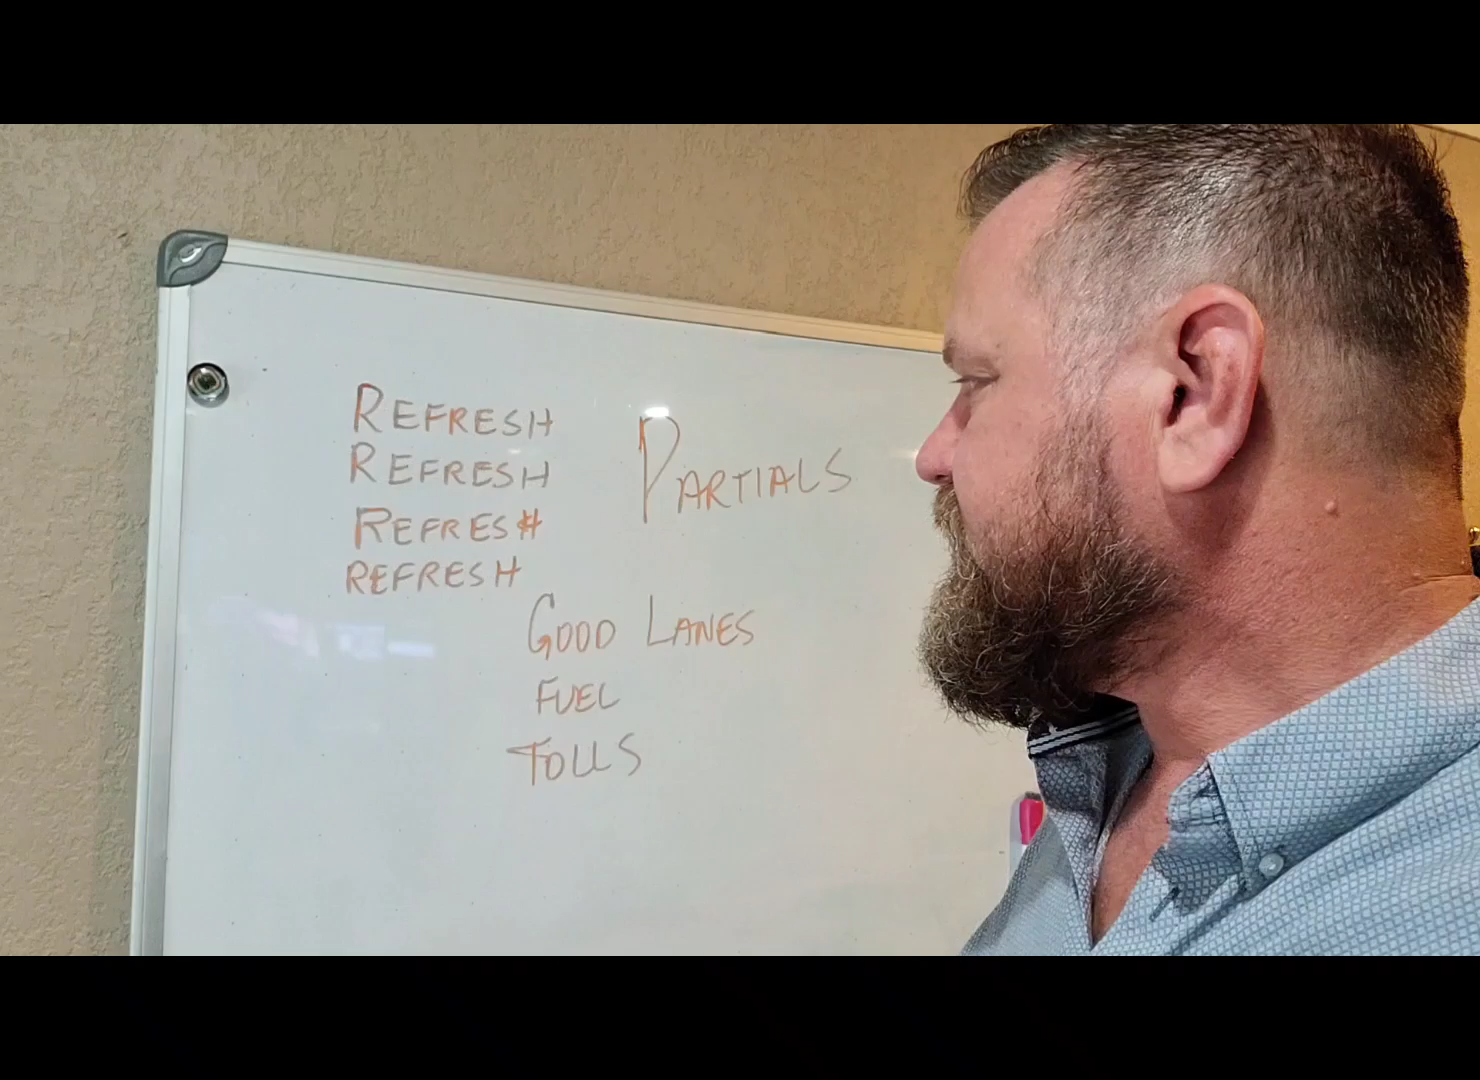 REFRESH
REFRESH
REFRESH
REFRESH
PARTIALS
GOOD LANES
FUEL
TOLLS